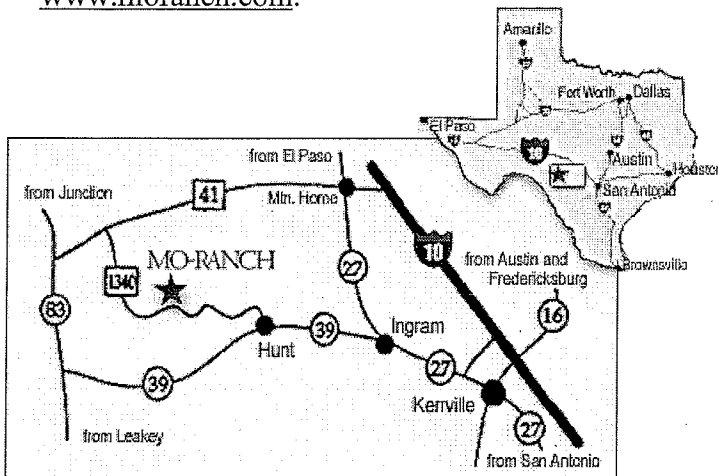 www.moranch.com.
Amarillo
Fort Worth
Dallas
El Paso
10
Austin
Houston
San Antonio
Brownsville
from El Paso
from Junction
41
Mtn. Home
10
from Austin and
Fredericksburg
1340
MO-RANCH
27
83
16
Hunt
39
Ingram
27
39
Kerrville
27
from Leakey
from San Antonio